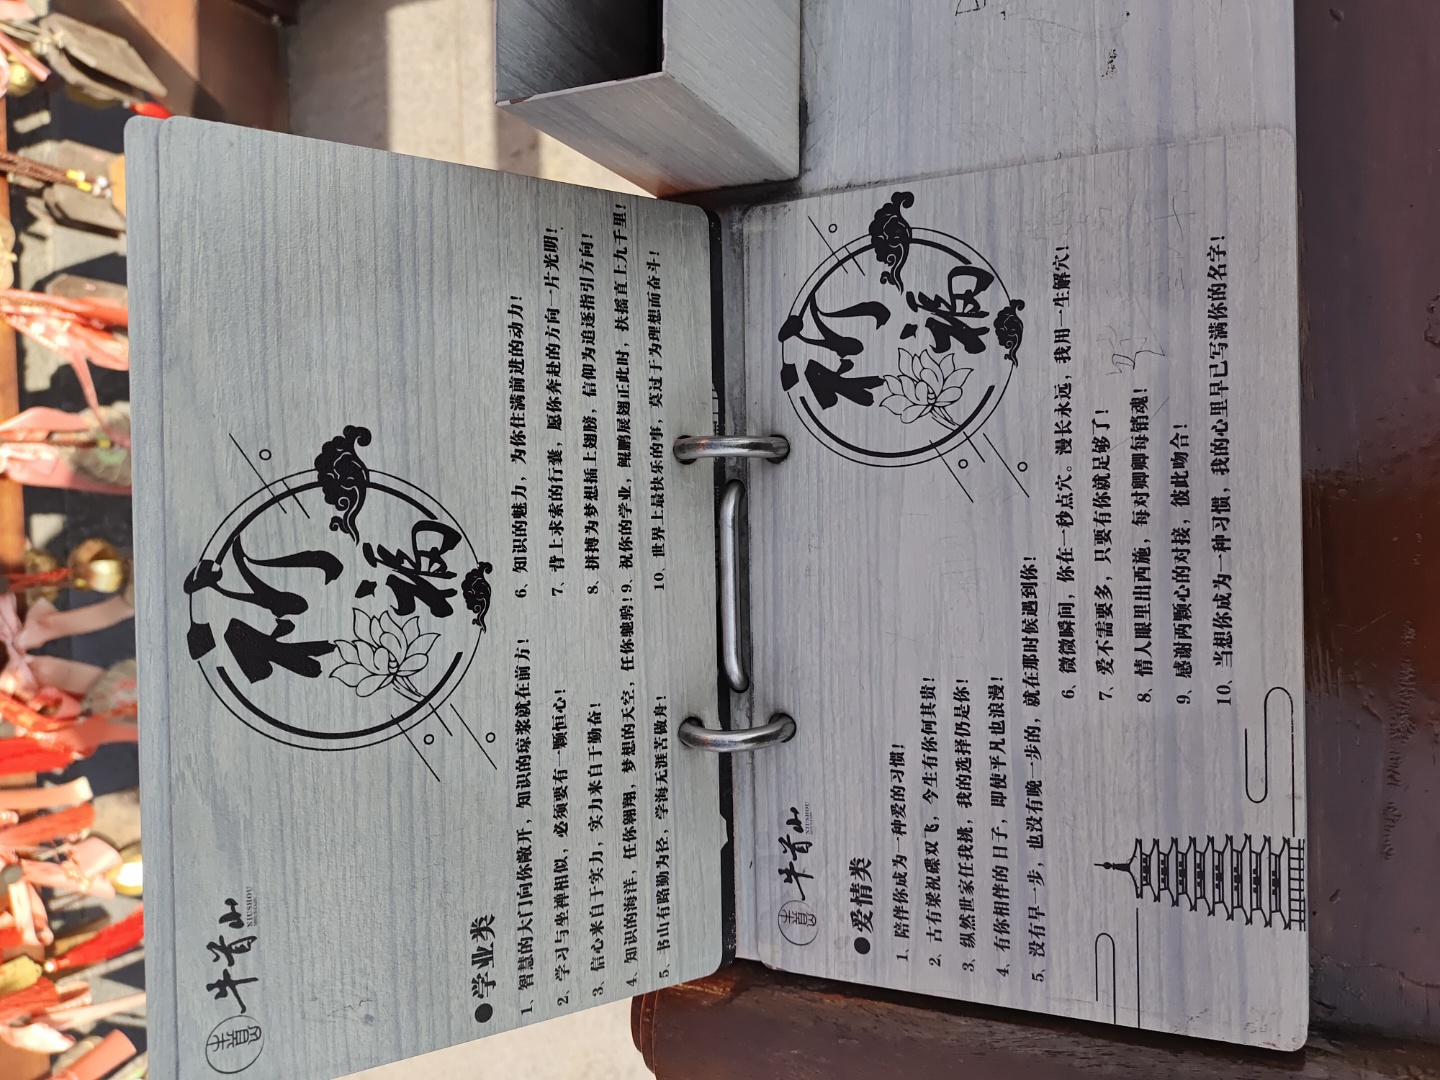 牛首山
NIUSHOU
祈福
●学业类
1、智慧的大门向你敞开，知识的琼浆就在前方！
2、学习与坐禅相似，必须要有一颗恒心！
3、信心来自于实力，实力来自于勤奋！
4、知识的海洋，任你翱翔，梦想的天空，任你驰骋！
5、书山有路勤为径，学海无涯苦做舟！
6、知识的魅力，为你住满前进的动力！
7、背上求索的行囊，愿你奔赴的方向一片光明！
8、拼搏为梦想插上翅膀，信仰为追逐指引方向！
9、祝你的学业，鲲鹏展翅正此时，扶摇直上九千里！
10、世界上最快乐的事，莫过于为理想而奋斗！
牛首山
NIUSHOU
祈福
●爱情类
1、陪伴你成为一种爱的习惯！
2、古有梁祝碟双飞，今生有你何其贵！
3、纵然世家任我挑，我的选择仍是你！
4、有你相伴的日子，即使平凡也浪漫！
5、没有早一步，也没有晚一步的，就在那时候遇到你！
6、微微瞬间，你在一秒点穴。漫长永远，我用一生解穴！
7、爱不需要多，只要有你就足够了！
8、情人眼里出西施，每对卿卿每销魂！
9、感谢两颗心的对接，彼此吻合！
10、当想你成为一种习惯，我的心里早已写满你的名字！